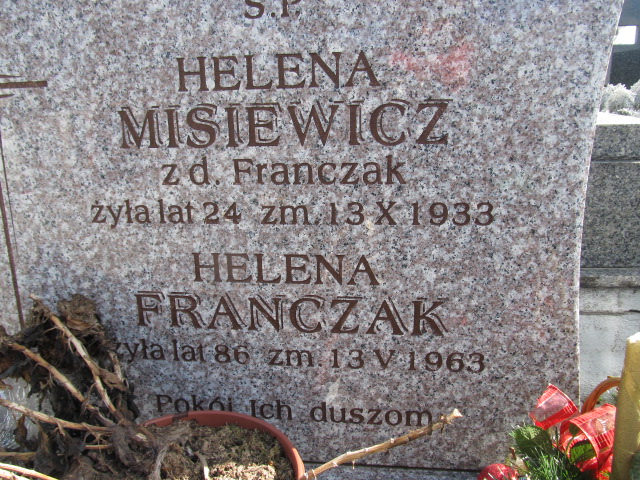 Ś.P.
HELENA
MISIEWICZ
z d. Franczak
żyła lat 24 zm. 13 X 1933
HELENA
FRANCZAK
żyła lat 86 zm. 13 V 1963
Pokój Ich duszom